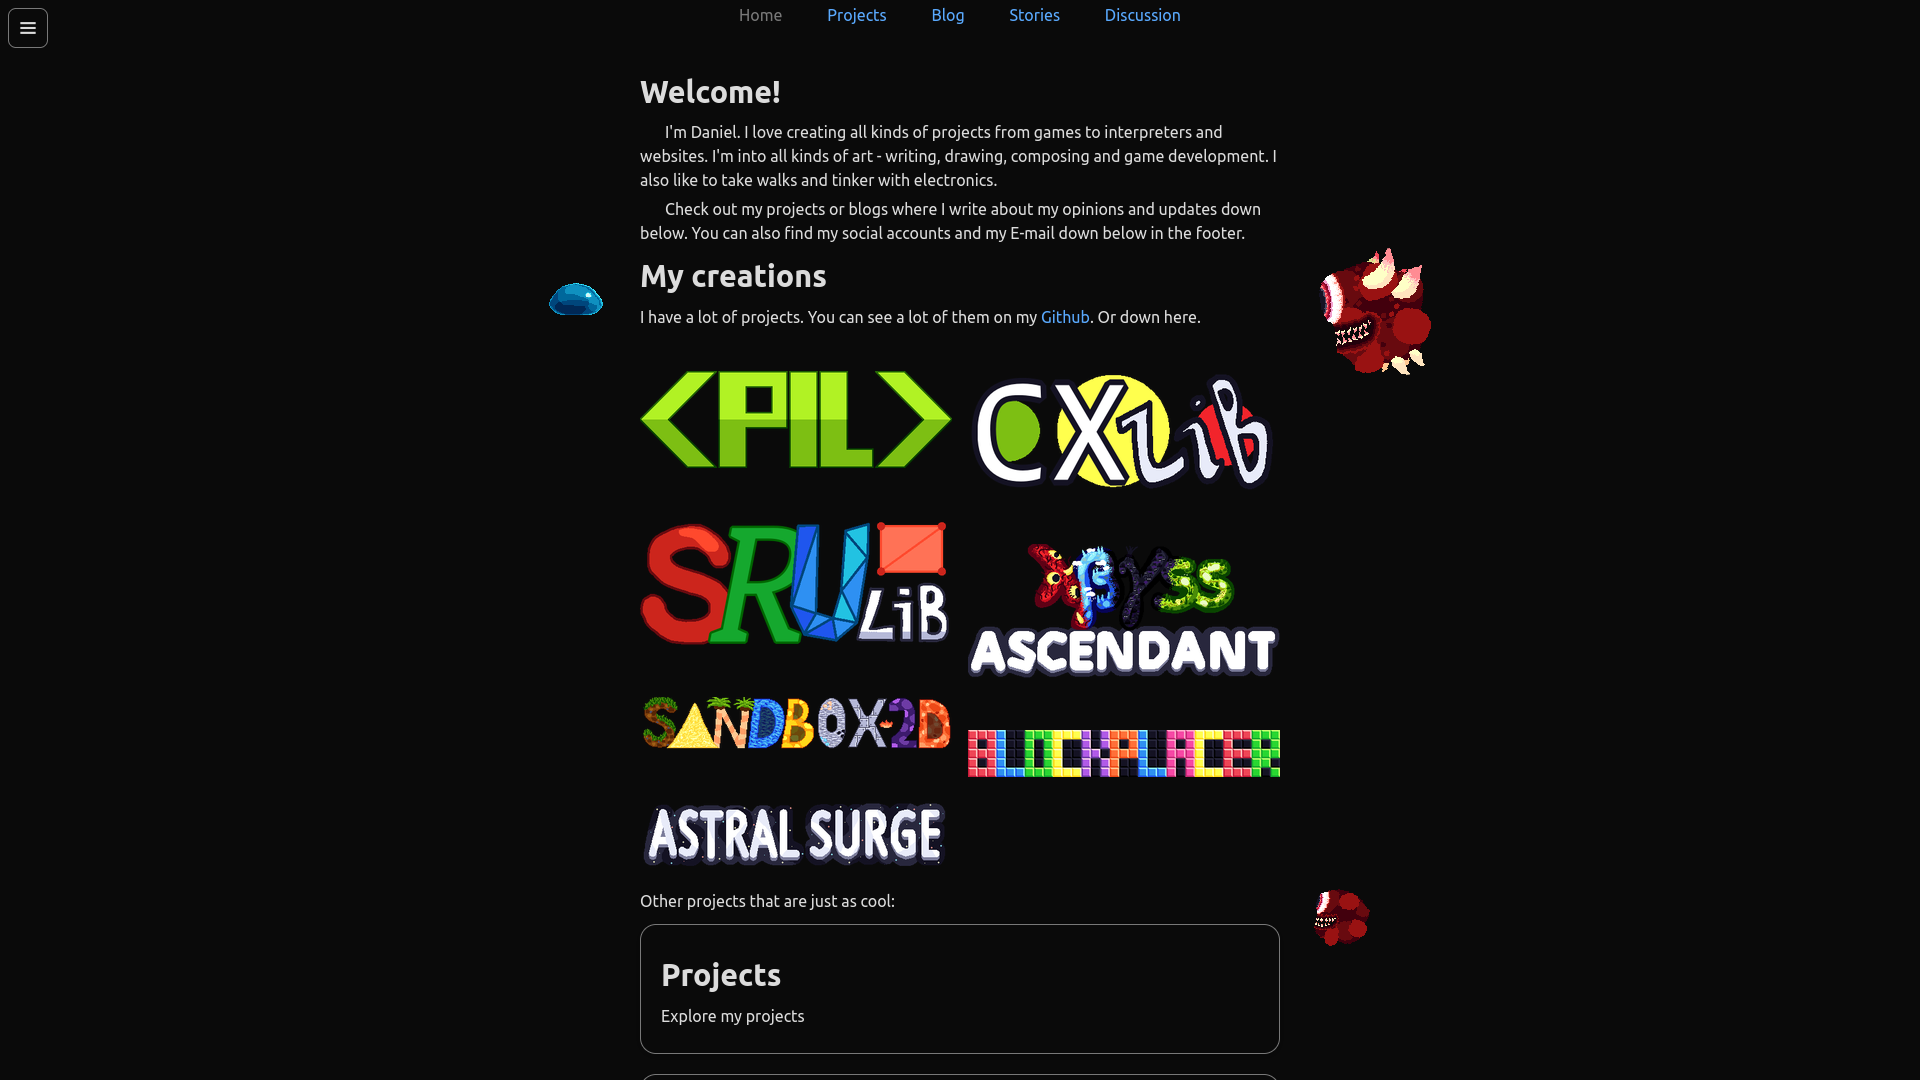 Home Projects Blog Stories Discussion
Welcome!
I'm Daniel. I love creating all kinds of projects from games to interpreters and
websites. I'm into all kinds of art - writing, drawing, composing and game development. I
also like to take walks and tinker with electronics.
Check out my projects or blogs where I write about my opinions and updates down
below. You can also find my social accounts and my E-mail down below in the footer.
My creations
I have a lot of projects. You can see a lot of them on my Github. Or down here.
<PIL>
CXLiB
SRU LiB
ABYSS
ASCENDANT
SANDBOX-2D
BLOCKPLACER
ASTRAL SURGE
Other projects that are just as cool:
Projects
Explore my projects